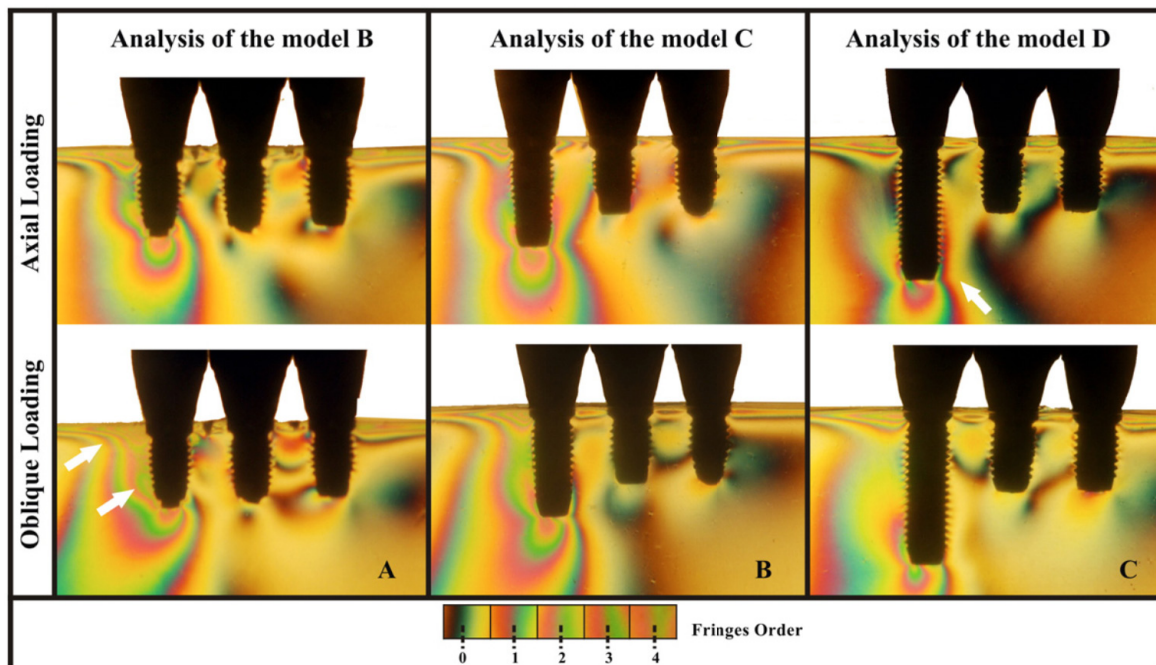 Analysis of the model B
Analysis of the model C
Analysis of the model D
Axial Loading
Oblique Loading
A
B
C
Fringes Order
0 1 2 3 4